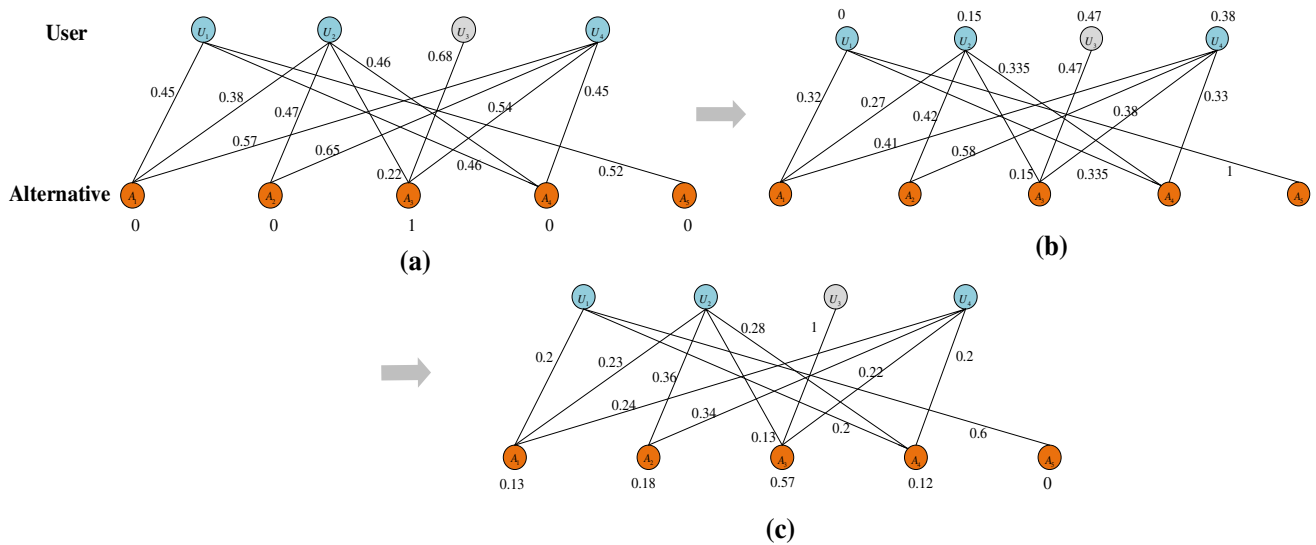 User
U₁ U₂ U₃ U₄
0.45 0.38 0.47 0.46 0.68 0.54 0.45
0.57 0.65 0.22 0.46 0.52
Alternative
A₁ A₂ A₃ A₄ A₅
0 0 1 0 0
(a)
0 0.15 0.47 0.38
U₁ U₂ U₃ U₄
0.32 0.27 0.42 0.335 0.47 0.38 0.33
0.41 0.58 0.15 0.335 1
A₁ A₂ A₃ A₄ A₅
(b)
U₁ U₂ U₃ U₄
0.2 0.23 0.36 0.28 1 0.22 0.2
0.24 0.34 0.13 0.2 0.6
A₁ A₂ A₃ A₄ A₅
0.13 0.18 0.57 0.12 0
(c)